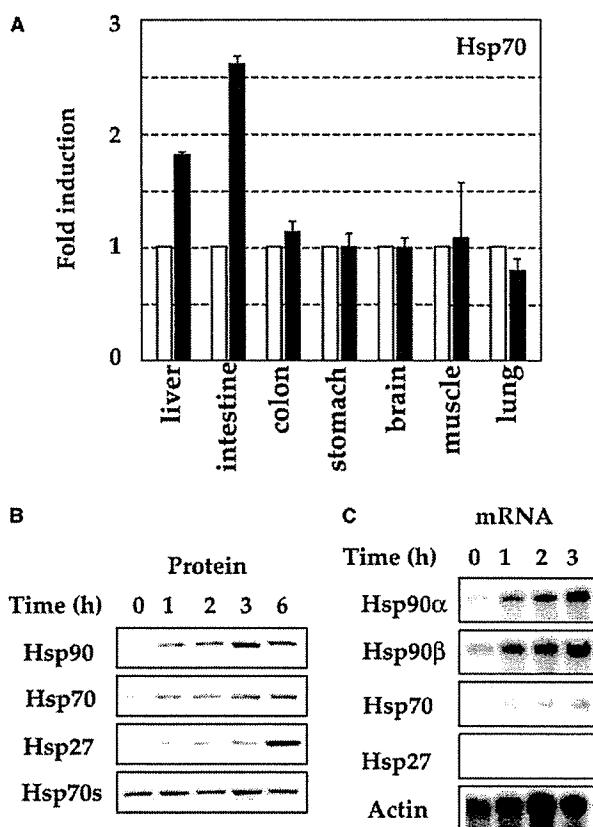 A
3
Hsp70
2
1
0
Fold induction
liver
intestine
colon
stomach
brain
muscle
lung
B
Protein
Time (h) 0 1 2 3 6
Hsp90
Hsp70
Hsp27
Hsp70s
C
mRNA
Time (h) 0 1 2 3
Hsp90α
Hsp90β
Hsp70
Hsp27
Actin